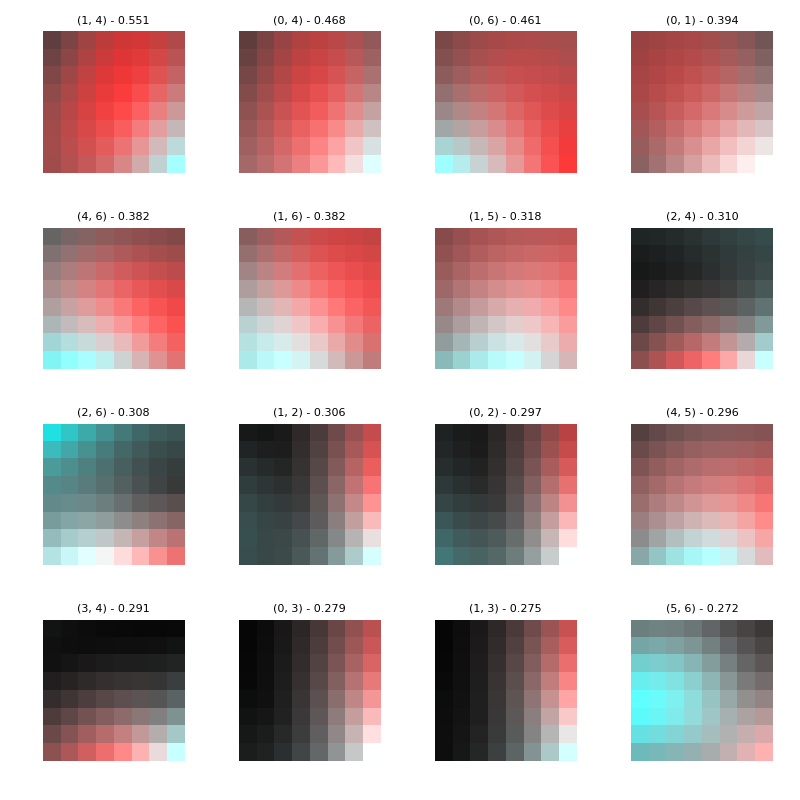 (1, 4) - 0.551
(0, 4) - 0.468
(0, 6) - 0.461
(0, 1) - 0.394
(4, 6) - 0.382
(1, 6) - 0.382
(1, 5) - 0.318
(2, 4) - 0.310
(2, 6) - 0.308
(1, 2) - 0.306
(0, 2) - 0.297
(4, 5) - 0.296
(3, 4) - 0.291
(0, 3) - 0.279
(1, 3) - 0.275
(5, 6) - 0.272